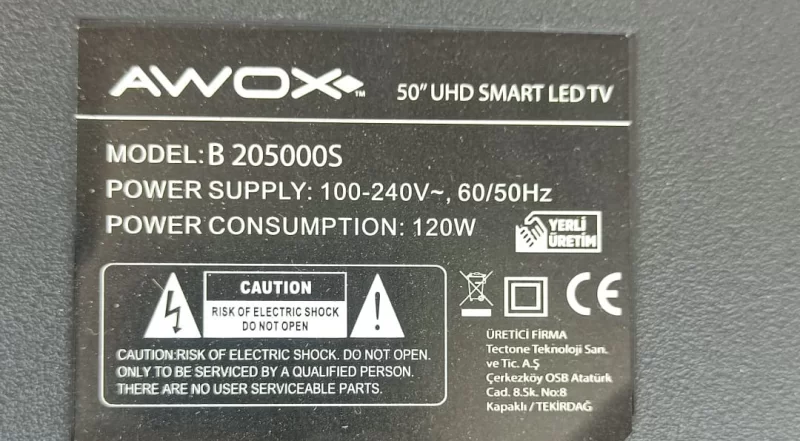 AWOX™
50" UHD SMART LED TV
MODEL: B 205000S
POWER SUPPLY: 100-240V~, 60/50Hz
POWER CONSUMPTION: 120W
YERLİ
ÜRETİM
CAUTION
RISK OF ELECTRIC SHOCK
DO NOT OPEN
CAUTION:RISK OF ELECTRIC SHOCK. DO NOT OPEN.
ONLY TO BE SERVICED BY A QUALIFIED PERSON.
THERE ARE NO USER SERVICEABLE PARTS.
CE
ÜRETİCİ FİRMA
Tectone Teknoloji San.
ve Tic. A.Ş
Çerkezköy OSB Atatürk
Cad. 8.Sk. No:8
Kapaklı / TEKİRDAĞ